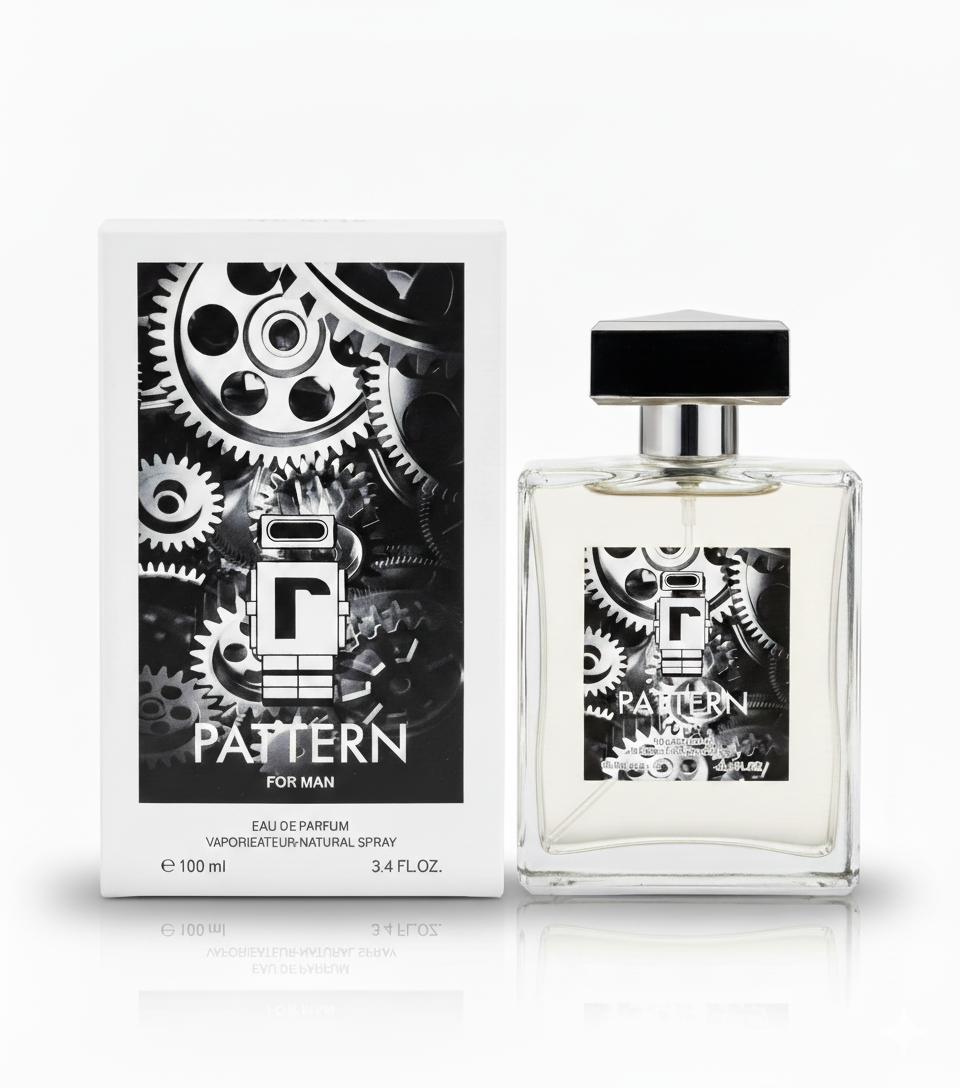 PATTERN
FOR MAN
EAU DE PARFUM
VAPORIEATEUR-NATURAL SPRAY
℮ 100 ml
3.4 FL.OZ.
PATTERN